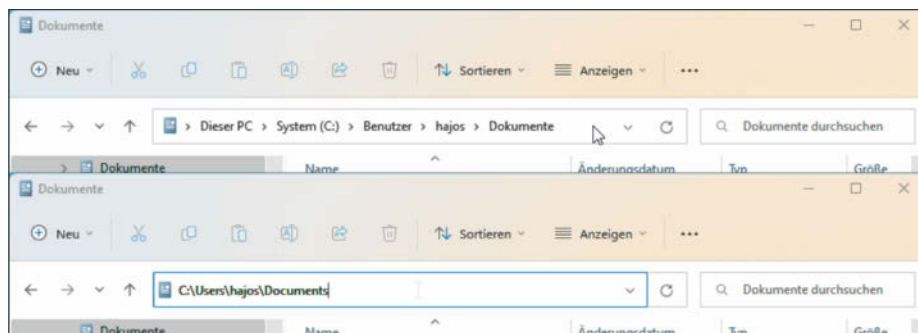 Dokumente
Neu Sortieren Anzeigen ...
> Dieser PC > System (C:) > Benutzer > hajos > Dokumente Dokumente durchsuchen
> Dokumente Name Änderungsdatum Typ Größe
Dokumente
Neu Sortieren Anzeigen ...
C:\Users\hajos\Documents Dokumente durchsuchen
Dokumente Name Änderungsdatum Typ Größe